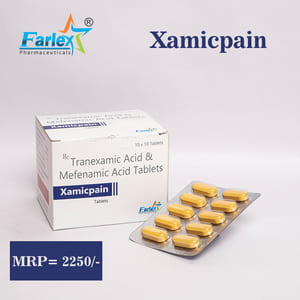 Farlex
Pharmaceuticals
Xamicpain
10 x 10 Tablets
Rx Tranexamic Acid &
Mefenamic Acid Tablets
Xamicpain
Tablets
Farlex
MRP= 2250/-